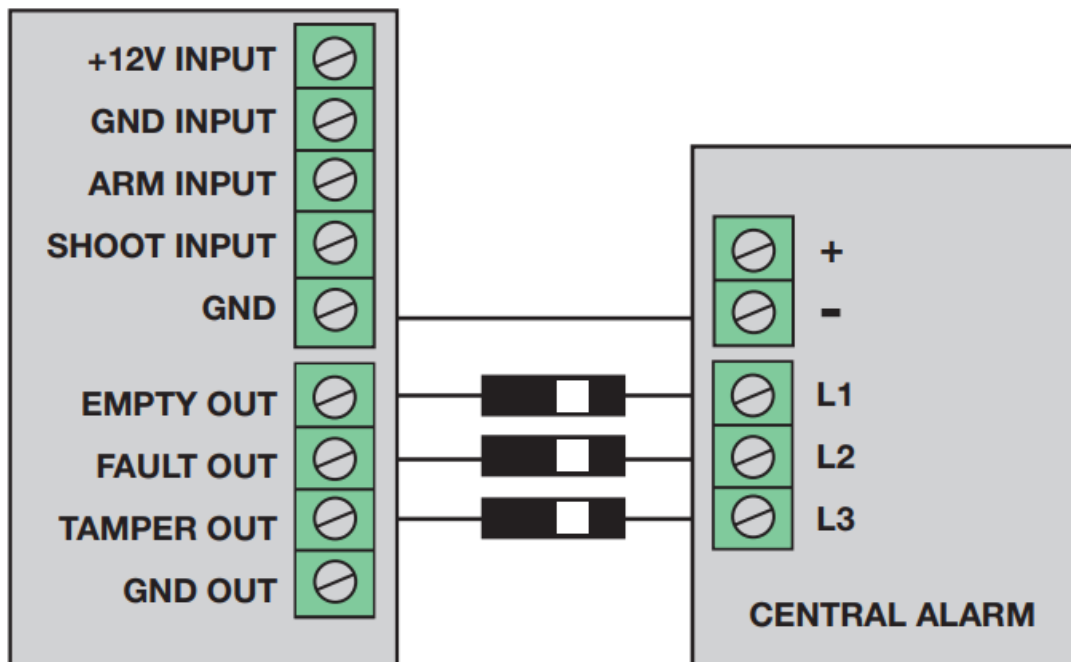 +12V INPUT
GND INPUT
ARM INPUT
SHOOT INPUT
GND
EMPTY OUT
FAULT OUT
TAMPER OUT
GND OUT
+
-
L1
L2
L3
CENTRAL ALARM